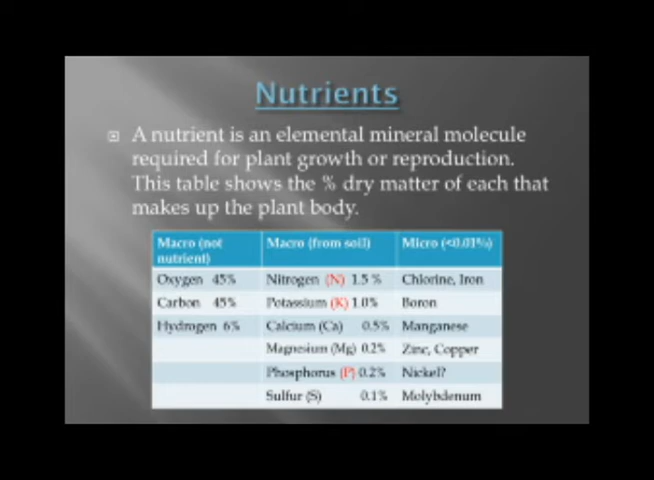 Nutrients
A nutrient is an elemental mineral molecule
required for plant growth or reproduction.
This table shows the % dry matter of each that
makes up the plant body.
Macro (not nutrient) Macro (from soil) Micro (<0.01%)
Oxygen 45% Nitrogen (N) 1.5 % Chlorine, Iron
Carbon 45% Potassium (K) 1.0% Boron
Hydrogen 6% Calcium (Ca) 0.5% Manganese
Magnesium (Mg) 0.2% Zinc, Copper
Phosphorus (P) 0.2% Nickel?
Sulfur (S) 0.1% Molybdenum